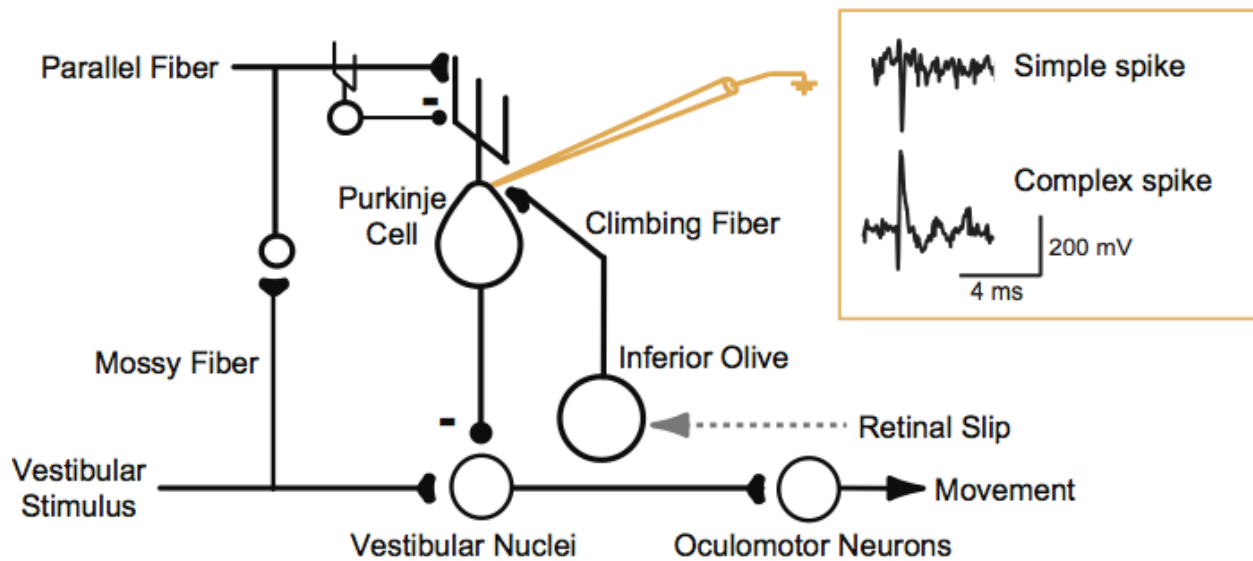 Parallel Fiber
-
Simple spike
Purkinje
Cell
Climbing Fiber
Complex spike
200 mV
4 ms
Mossy Fiber
Inferior Olive
-
Retinal Slip
Vestibular
Stimulus
Movement
Vestibular Nuclei
Oculomotor Neurons